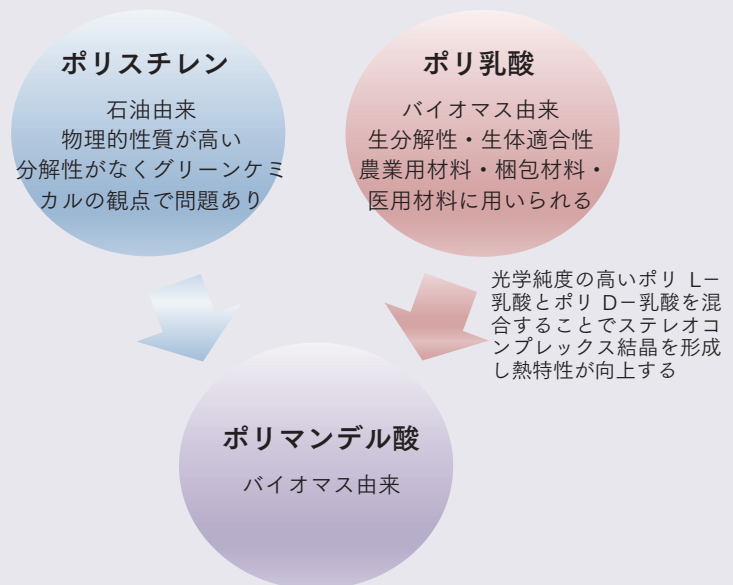 ポリスチレン
石油由来
物理的性質が高い
分解性がなくグリーンケミ
カルの観点で問題あり
ポリ乳酸
バイオマス由来
生分解性・生体適合性
農業用材料・梱包材料・
医用材料に用いられる
光学純度の高いポリ L−
乳酸とポリ D−乳酸を混
合することでステレオコ
ンプレックス結晶を形成
し熱特性が向上する
ポリマンデル酸
バイオマス由来